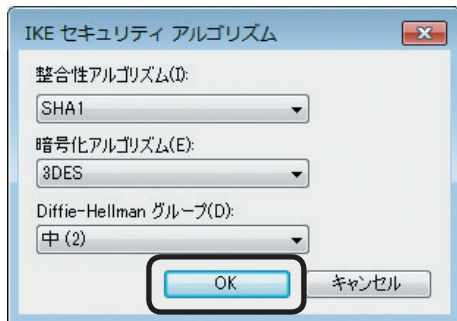 IKE セキュリティ アルゴリズム
整合性アルゴリズム(I):
SHA1
暗号化アルゴリズム(E):
3DES
Diffie-Hellman グループ(D):
中 (2)
OK キャンセル